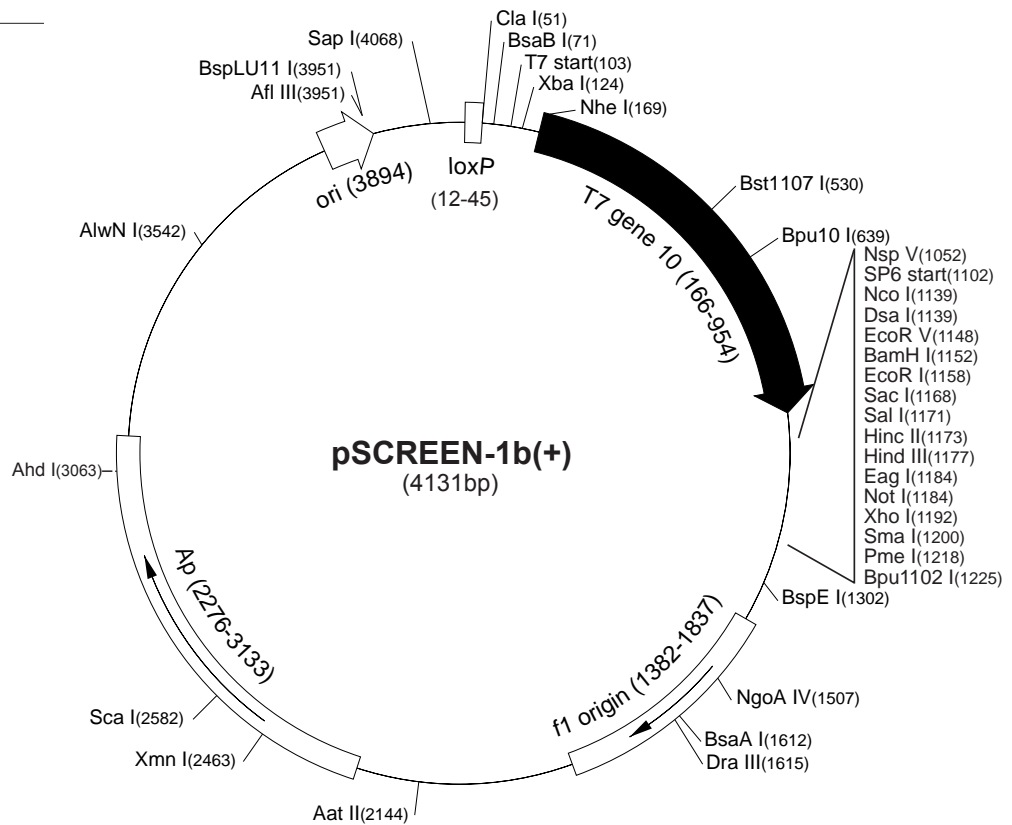 Cla I(51)
BsaB I(71)
T7 start(103)
Xba I(124)
Nhe I(169)
Sap I(4068)
BspLU11 I(3951)
Afl III(3951)
loxP
(12-45)
ori (3894)
T7 gene 10 (166-954)
Bst1107 I(530)
Bpu10 I(639)
AlwN I(3542)
Nsp V(1052)
SP6 start(1102)
Nco I(1139)
Dsa I(1139)
EcoR V(1148)
BamH I(1152)
EcoR I(1158)
Sac I(1168)
Sal I(1171)
Hinc II(1173)
Hind III(1177)
Eag I(1184)
Not I(1184)
Xho I(1192)
Sma I(1200)
Pme I(1218)
Bpu1102 I(1225)
pSCREEN-1b(+)
(4131bp)
Ahd I(3063)
BspE I(1302)
Ap (2276-3133)
f1 origin (1382-1837)
NgoA IV(1507)
BsaA I(1612)
Dra III(1615)
Sca I(2582)
Xmn I(2463)
Aat II(2144)